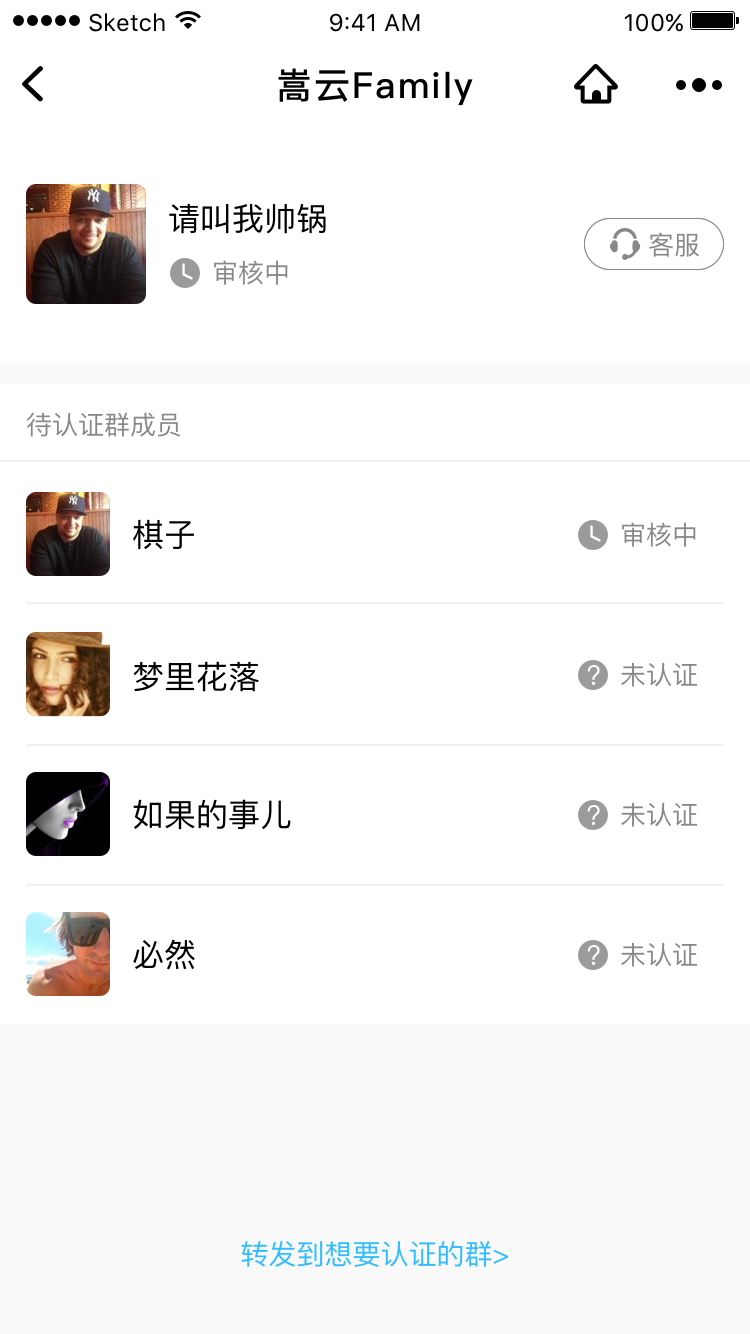 Sketch 9:41 AM 100%
嵩云Family
请叫我帅锅
审核中
客服
待认证群成员
棋子 审核中
梦里花落 未认证
如果的事儿 未认证
必然 未认证
转发到想要认证的群>